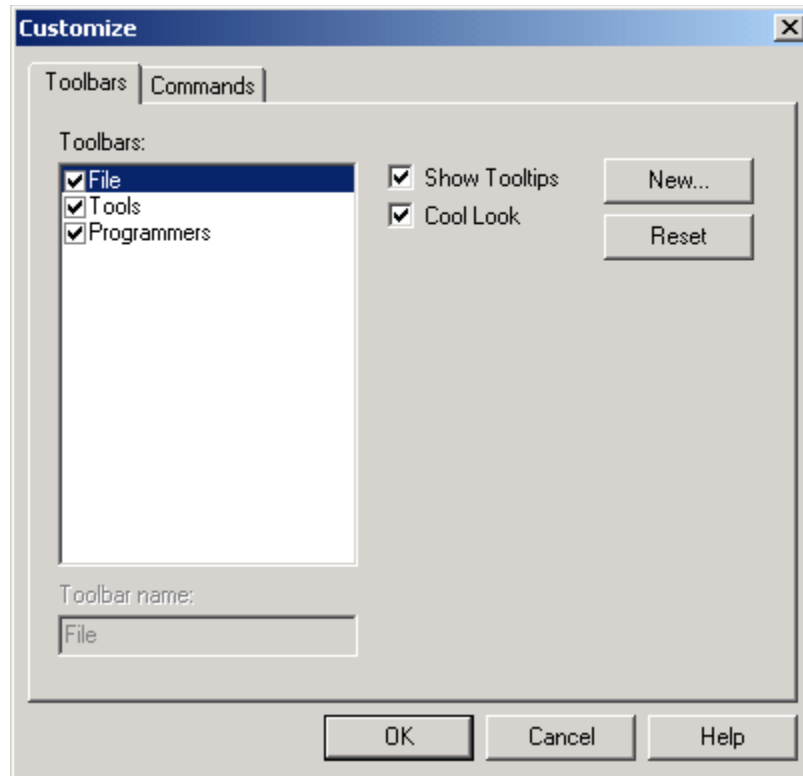 Customize
Toolbars
Commands
Toolbars:
File
Tools
Programmers
Show Tooltips
Cool Look
New...
Reset
Toolbar name:
File
OK
Cancel
Help